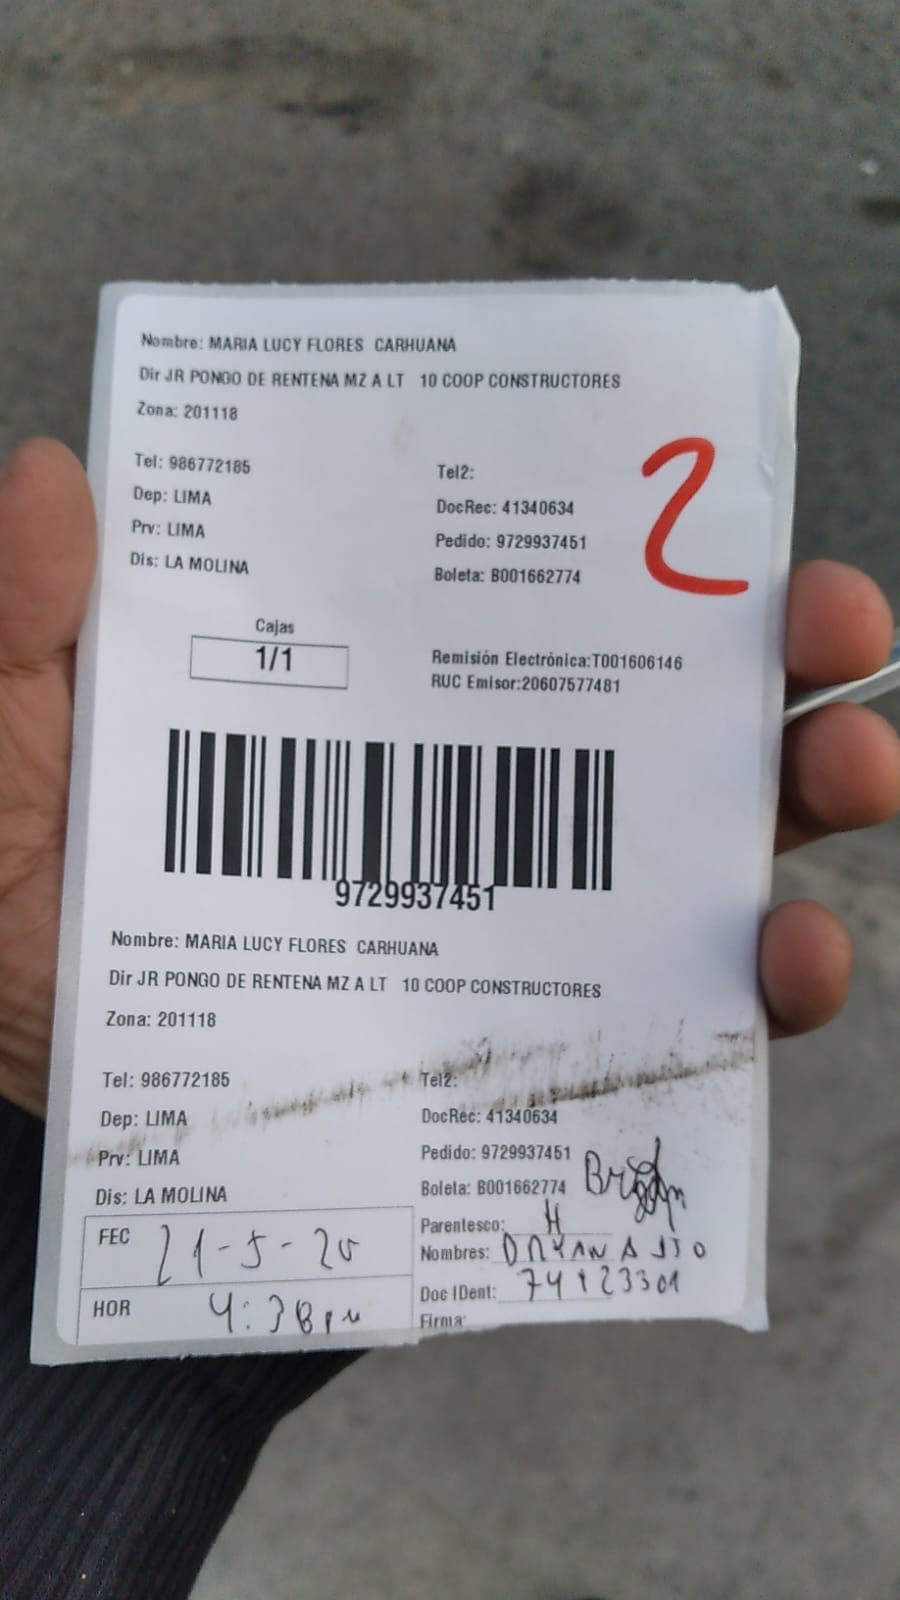 Nombre: MARIA LUCY FLORES CARHUANA
Dir JR PONGO DE RENTENA MZ A LT 10 COOP CONSTRUCTORES
Zona: 201118
2
Tel: 986772185 Tel2:
Dep: LIMA DocRec: 41340634
Prv: LIMA Pedido: 9729937451
Dis: LA MOLINA Boleta: B001662774
Cajas
1/1
Remisión Electrónica:T001606146
RUC Emisor:20607577481
9729937451
Nombre: MARIA LUCY FLORES CARHUANA
Dir JR PONGO DE RENTENA MZ A LT 10 COOP CONSTRUCTORES
Zona: 201118
Tel: 986772185 Tel2:
Dep: LIMA DocRec: 41340634
Prv: LIMA Pedido: 9729937451
Dis: LA MOLINA Boleta: B001662774
FEC 21-5-20
HOR 4:38pm
Parentesco: H
Nombres:
Doc IDent: 74123301
Firma: